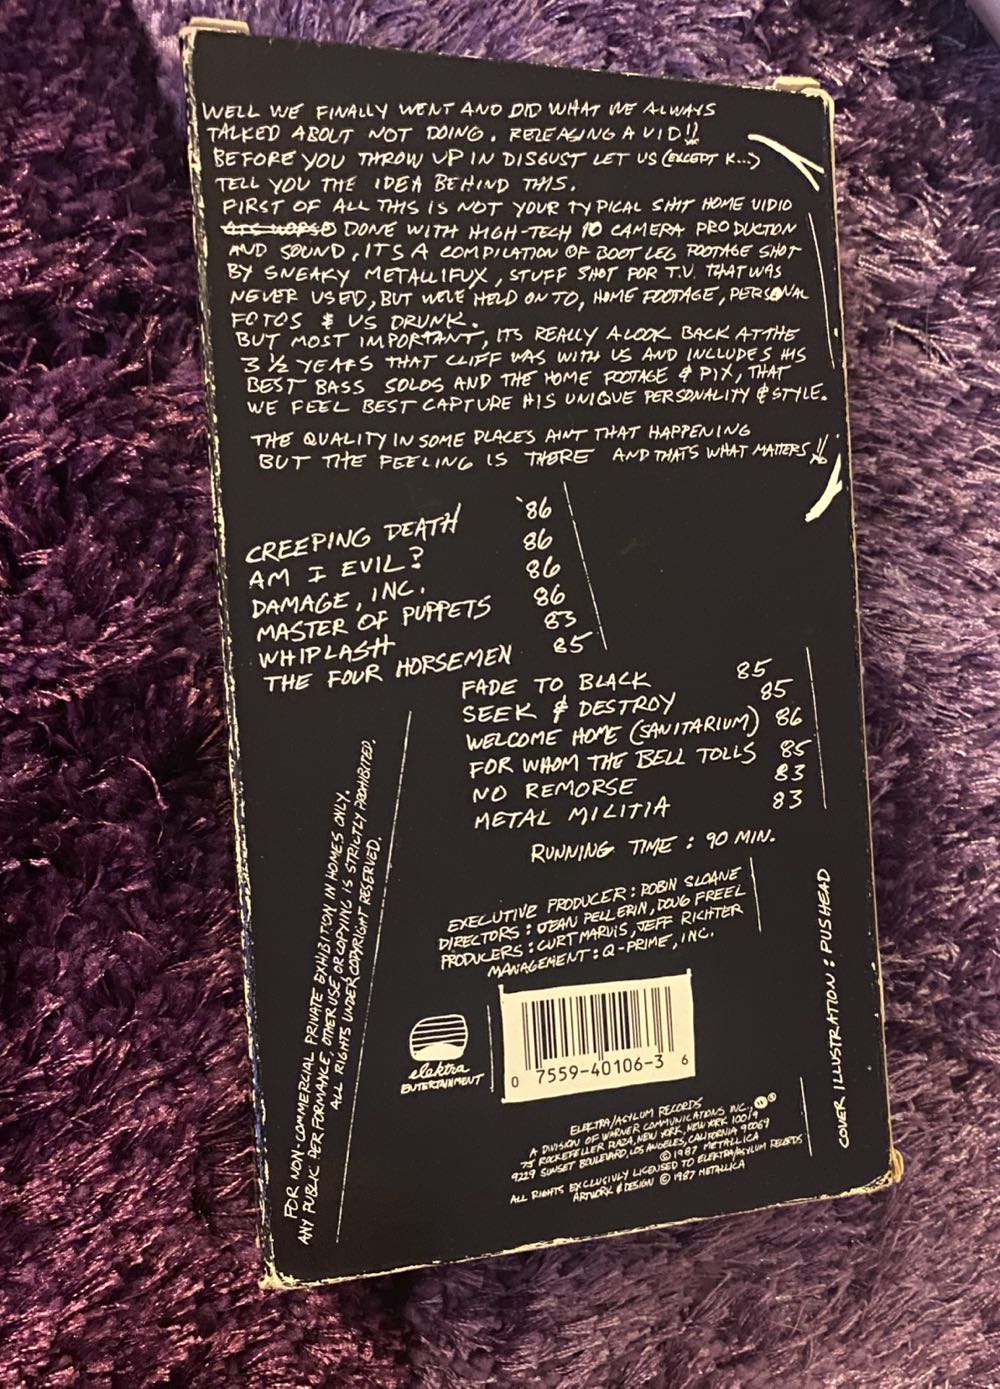 WELL WE FINALLY WENT AND DID WHAT WE ALWAYS
TALKED ABOUT NOT DOING. RELEASING A VID!!
BEFORE YOU THROW UP IN DISGUST LET US (EXCEPT K...)
TELL YOU THE IDEA BEHIND THIS.
FIRST OF ALL THIS IS NOT YOUR TYPICAL SHIT HOME VIDIO
DONE WITH HIGH-TECH 10 CAMERA PRODUCTON
AND SOUND, ITS A COMPILATION OF BOOT LEG FOOTAGE SHOT
BY SNEAKY METALLIFUX, STUFF SHOT FOR T.V. THAT WAS
NEVER USED, BUT WE'VE HELD ON TO, HOME FOOTAGE, PERSONAL
FOTOS & US DRUNK.
BUT MOST IMPORTANT, ITS REALLY A LOOK BACK AT THE
3 ½ YEARS THAT CLIFF WAS WITH US AND INCLUDES HIS
BEST BASS SOLOS AND THE HOME FOOTAGE & PIX, THAT
WE FEEL BEST CAPTURE HIS UNIQUE PERSONALITY & STYLE.
THE QUALITY IN SOME PLACES AINT THAT HAPPENING
BUT THE FEELING IS THERE AND THATS WHAT MATTERS!!
CREEPING DEATH '86
AM I EVIL? 86
DAMAGE, INC. 86
MASTER OF PUPPETS 86
WHIPLASH 83
THE FOUR HORSEMEN 85
FADE TO BLACK 85
SEEK & DESTROY 85
WELCOME HOME (SANITARIUM) 86
FOR WHOM THE BELL TOLLS 85
NO REMORSE 83
METAL MILITIA 83
RUNNING TIME : 90 MIN.
EXECUTIVE PRODUCER : ROBIN SLOANE
DIRECTORS : JEAN PELLERIN, DOUG FREEL
PRODUCERS : CURT MARVIS, JEFF RICHTER
MANAGEMENT : Q-PRIME, INC.
FOR NON-COMMERCIAL PRIVATE EXHIBITION IN HOMES ONLY.
ANY PUBLIC PERFORMANCE, OTHER USE OR COPYING IS STRICTLY PROHIBITED.
ALL RIGHTS UNDER COPYRIGHT RESERVED.
COVER ILLUSTRATION : PUSHEAD
elektra
ENTERTAINMENT
0 7559-40106-3 6
ELEKTRA/ASYLUM RECORDS
A DIVISION OF WARNER COMMUNICATIONS INC.,
75 ROCKEFELLER PLAZA, NEW YORK, NEW YORK 10019
9229 SUNSET BOULEVARD, LOS ANGELES, CALIFORNIA 90069
© 1987 METALLICA
ALL RIGHTS EXCLUSIVLY LICENSED TO ELEKTRA/ASYLUM RECORDS
ARTWORK & DESIGN © 1987 METALLICA